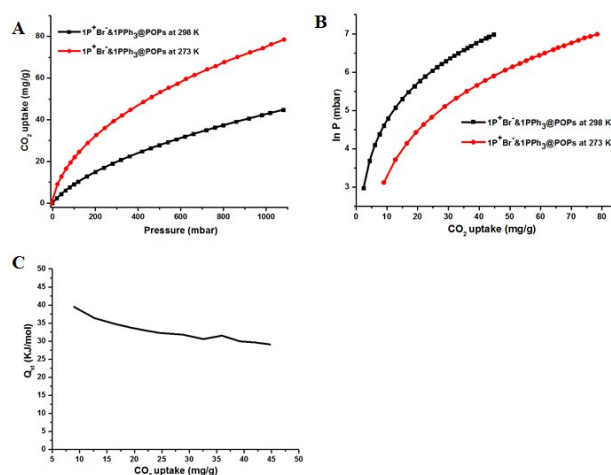 A
1P⁺Br⁻&1PPh₃@POPs at 298 K
1P⁺Br⁻&1PPh₃@POPs at 273 K
CO₂ uptake (mg/g)
80
60
40
20
0
0 200 400 600 800 1000
Pressure (mbar)
B
ln P (mbar)
7
6
5
4
3
1P⁺Br⁻&1PPh₃@POPs at 298 K
1P⁺Br⁻&1PPh₃@POPs at 273 K
0 10 20 30 40 50 60 70 80
CO₂ uptake (mg/g)
C
Qst (KJ/mol)
50
45
40
35
30
25
20
15
10
5
0
0 5 10 15 20 25 30 35 40 45 50
CO₂ uptake (mg/g)